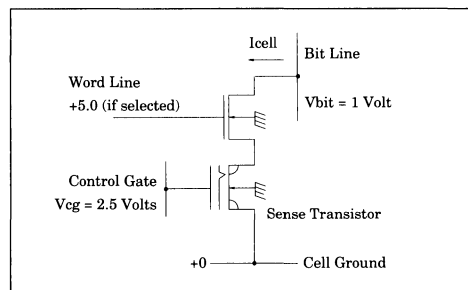 Icell
Bit Line
Word Line
+5.0 (if selected)
Vbit = 1 Volt
Control Gate
Vcg = 2.5 Volts
Sense Transistor
+0
Cell Ground